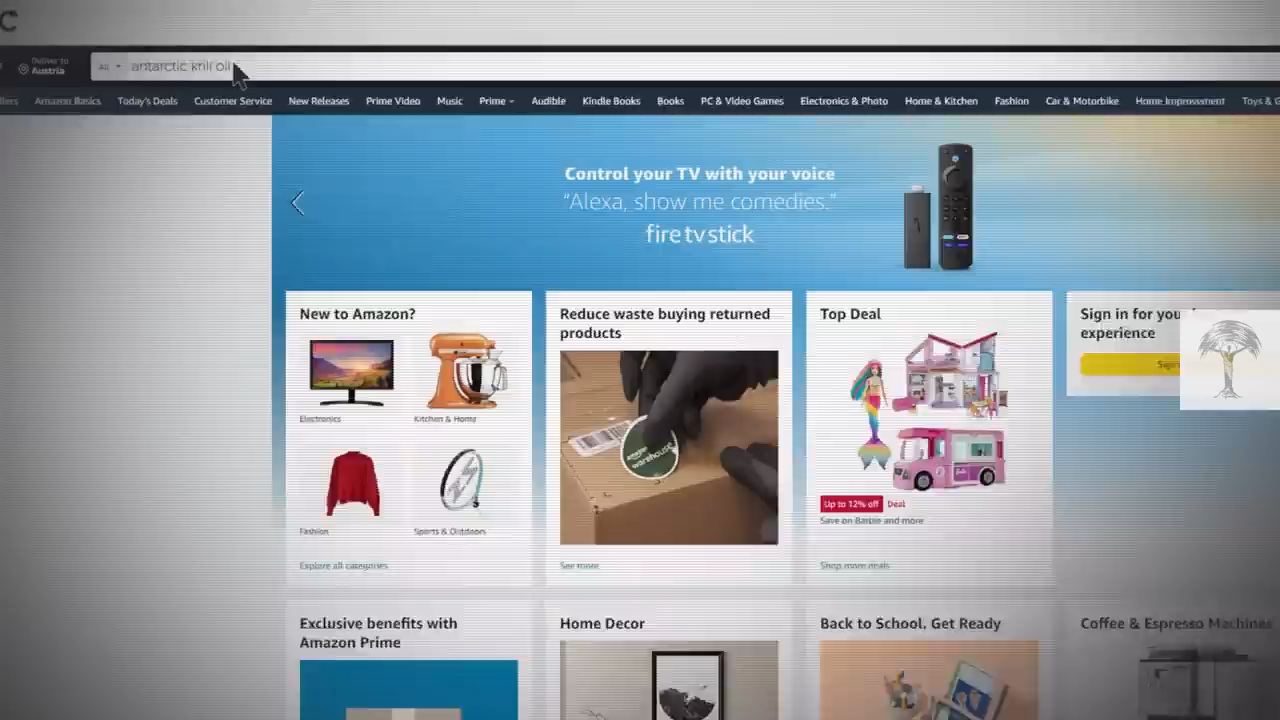 C
Deliver to
Austria
All
antarctic krill oil
Amazon Basics
Today's Deals
Customer Service
New Releases
Prime Video
Music
Prime
Audible
Kindle Books
Books
PC & Video Games
Electronics & Photo
Home & Kitchen
Fashion
Car & Motorbike
Home Improvement
Toys &
Control your TV with your voice
"Alexa, show me comedies."
fire tv stick
New to Amazon?
Electronics
Kitchen & Home
Fashion
Sports & Outdoors
Explore all categories
Reduce waste buying returned
products
amazon
warehouse
See more
Top Deal
Up to 12% off Deal
Save on Barbie and more
Shop more deals
Sign in for
experience
Sign
Exclusive benefits with
Amazon Prime
Home Decor
Back to School, Get Ready
Coffee & Espresso Machines